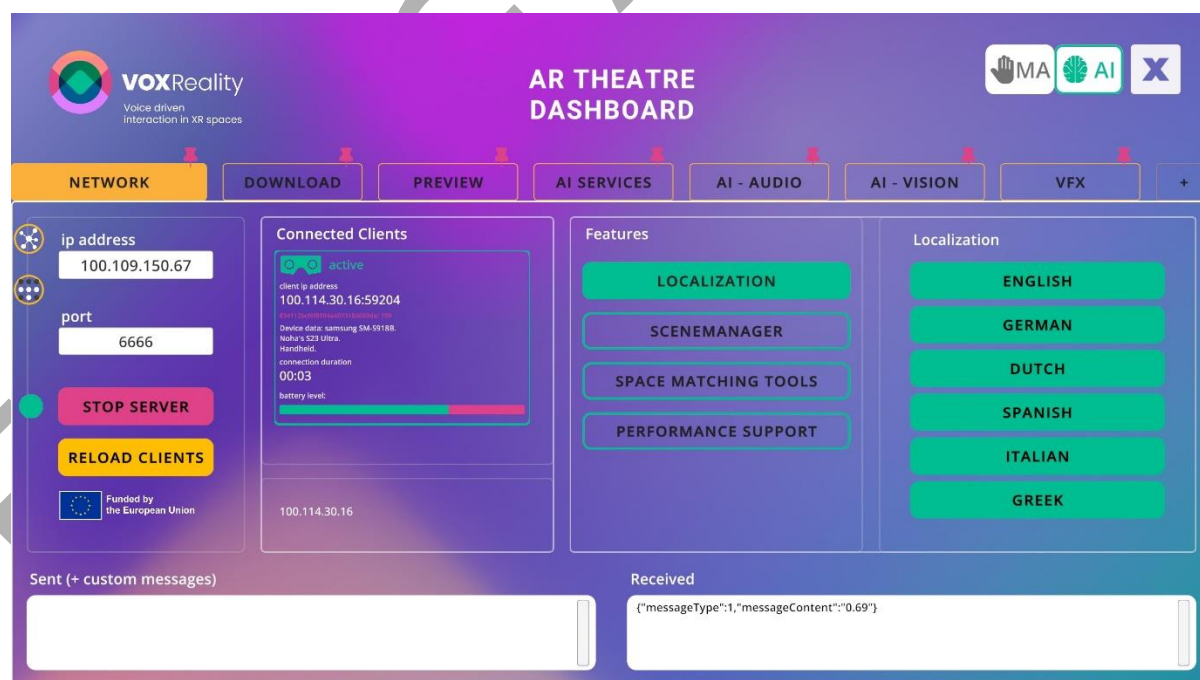 VOXReality
Voice driven
interaction in XR spaces
AR THEATRE
DASHBOARD
MA
AI
X
NETWORK
DOWNLOAD
PREVIEW
AI SERVICES
AI - AUDIO
AI - VISION
VFX
+
ip address
100.109.150.67
port
6666
STOP SERVER
RELOAD CLIENTS
Funded by
the European Union
Connected Clients
active
client ip address
100.114.30.16:59204
Device data: samsung SM-S918B.
Noha's S23 Ultra.
Handheld.
connection duration
00:03
battery level:
100.114.30.16
Features
LOCALIZATION
SCENEMANAGER
SPACE MATCHING TOOLS
PERFORMANCE SUPPORT
Localization
ENGLISH
GERMAN
DUTCH
SPANISH
ITALIAN
GREEK
Sent (+ custom messages)
Received
{"messageType":1,"messageContent":"0.69"}